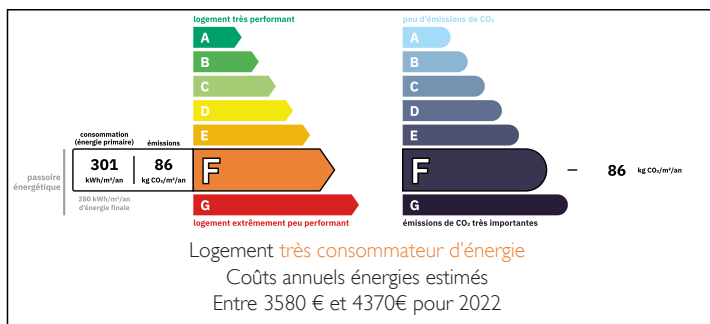 logement très performant
A
B
C
D
E
consommation
(énergie primaire)
émissions
301
kWh/m²/an
86
kg CO₂/m²/an
F
passoire
énergétique
280 kWh/m²/an
d'énergie finale
G
logement extrêmement peu performant
peu d'émissions de CO₂
A
B
C
D
E
F
86 kg CO₂/m²/an
G
émissions de CO₂ très importantes
Logement très consommateur d'énergie
Coûts annuels énergies estimés
Entre 3580 € et 4370€ pour 2022